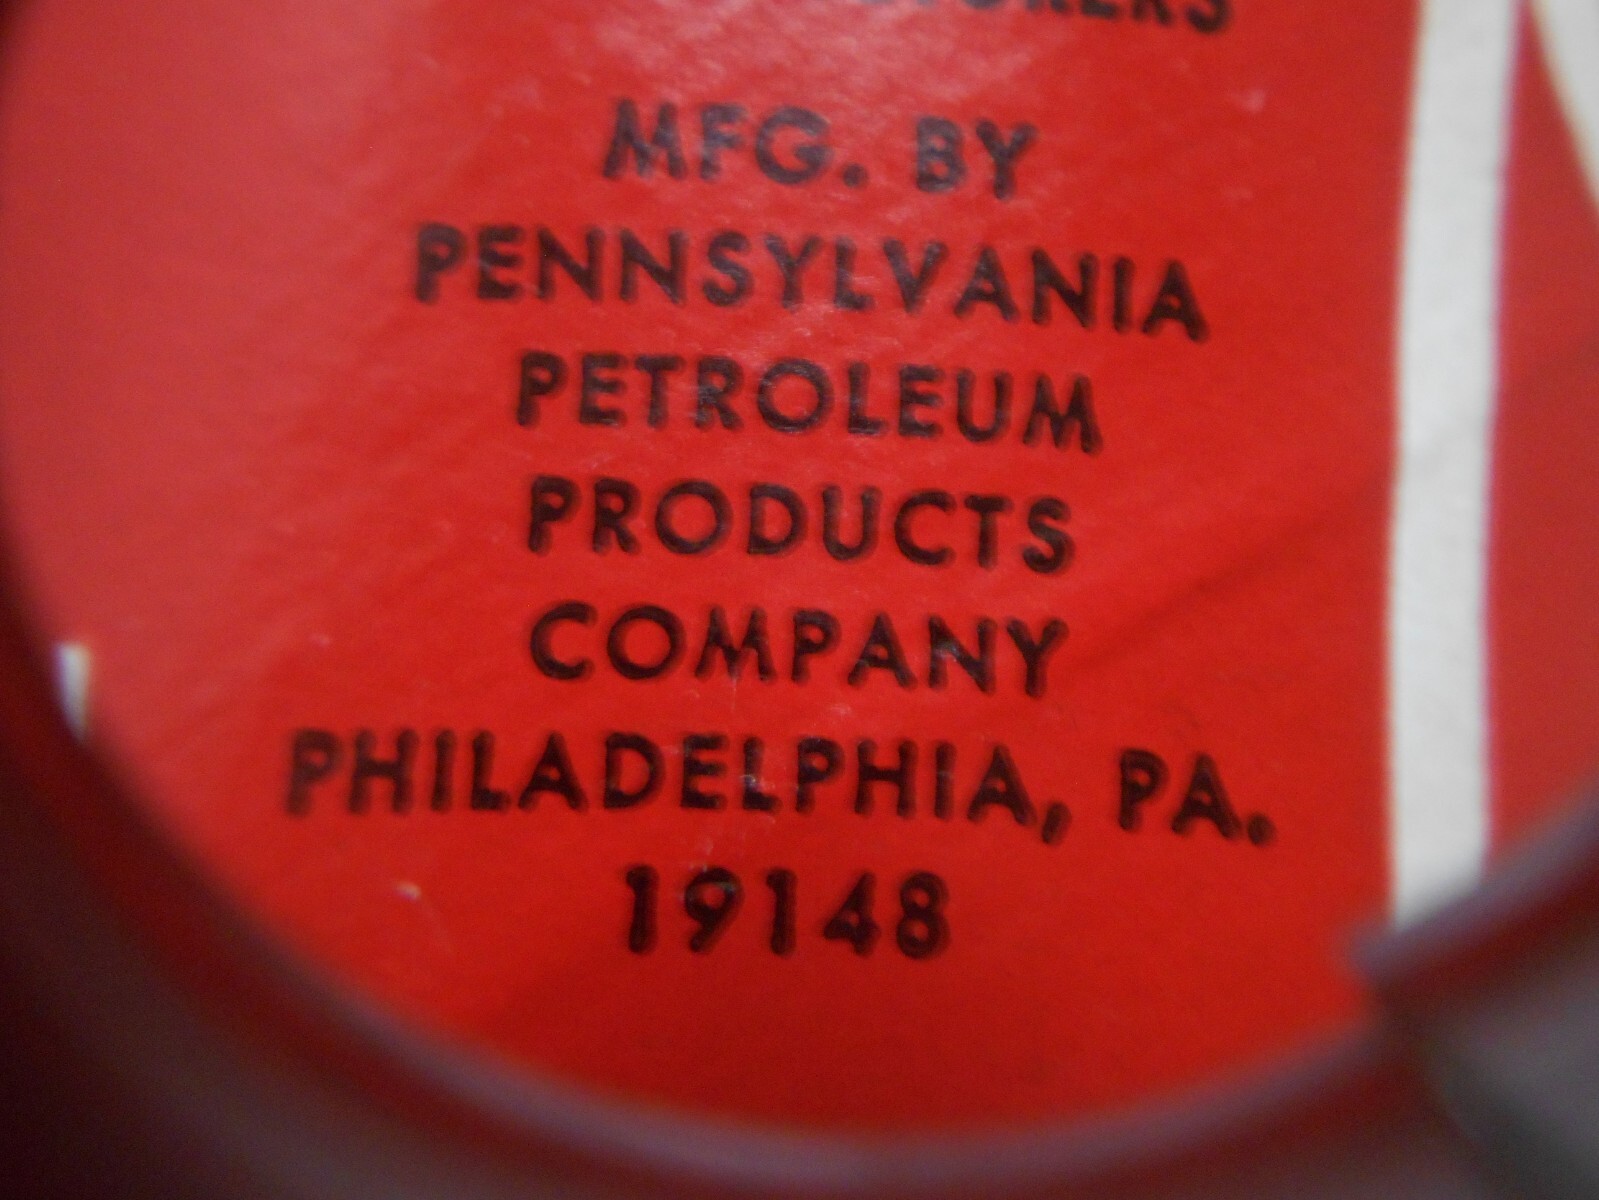 MFG. BY
PENNSYLVANIA
PETROLEUM
PRODUCTS
COMPANY
PHILADELPHIA, PA.
19148